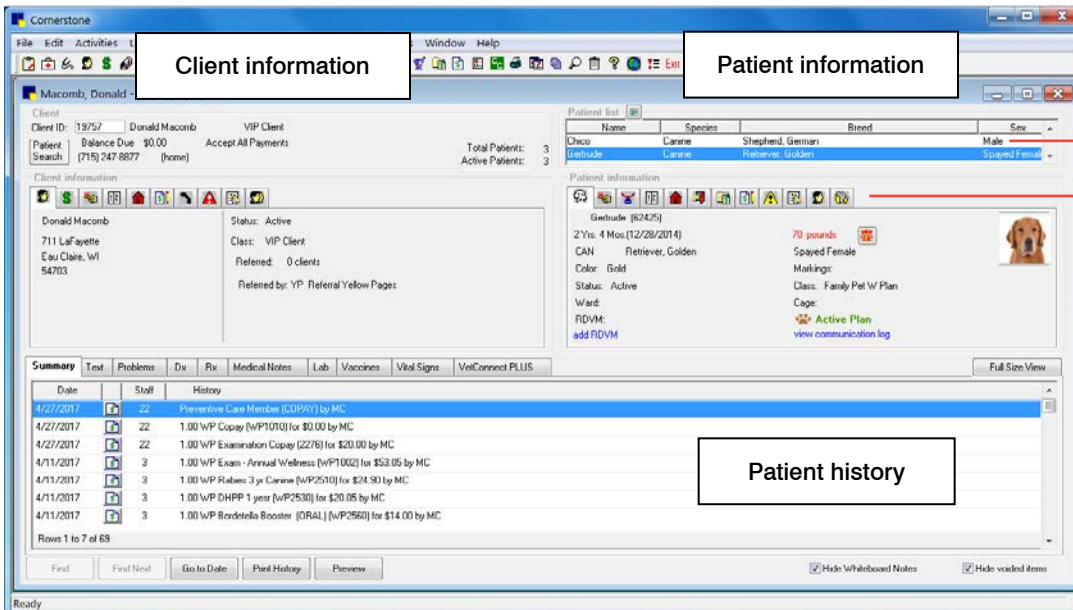 Cornerstone
File Edit Activities
Window Help
Client information
Patient information
Exit
Macomb, Donald -
Client
Client ID: 19757 Donald Macomb VIP Client
Patient Search
Balance Due $0.00 Accept All Payments
(715) 247-8877 (home)
Total Patients: 3
Active Patients: 3
Patient list
Name Species Breed Sex
Chico Canine Shepherd, German Male
Gertrude Canine Retriever, Golden Spayed Femal
Client information
Donald Macomb
711 LaFayette
Eau Claire, WI
54703
Status: Active
Class: VIP Client
Referred: 0 clients
Referred by: YP Referral Yellow Pages
Patient information
Gertrude (62425)
2 Yrs. 4 Mos.(12/28/2014) 70 pounds
CAN Retriever, Golden Spayed Female
Color: Gold Markings:
Status: Active Class: Family Pet W Plan
Ward: Cage:
RDVM: Active Plan
add RDVM view communication log
Summary Text Problems Dx Rx Medical Notes Lab Vaccines Vital Signs VetConnect PLUS Full Size View
Date Staff History
4/27/2017 22 Preventive Care Member (COPAY) by MC
4/27/2017 22 1.00 WP Copay (WP1010) for $0.00 by MC
4/27/2017 22 1.00 WP Examination Copay (2276) for $20.00 by MC
4/11/2017 3 1.00 WP Exam - Annual Wellness (WP1002) for $53.05 by MC
4/11/2017 3 1.00 WP Rabies 3 yr Canine (WP2510) for $24.90 by MC
4/11/2017 3 1.00 WP DHPP 1 year (WP2530) for $20.05 by MC
4/11/2017 3 1.00 WP Bordetella Booster (ORAL) (WP2560) for $14.00 by MC
Patient history
Rows 1 to 7 of 69
Find Find Next Go to Date Print History Preview Hide Whiteboard Notes Hide voided items
Ready